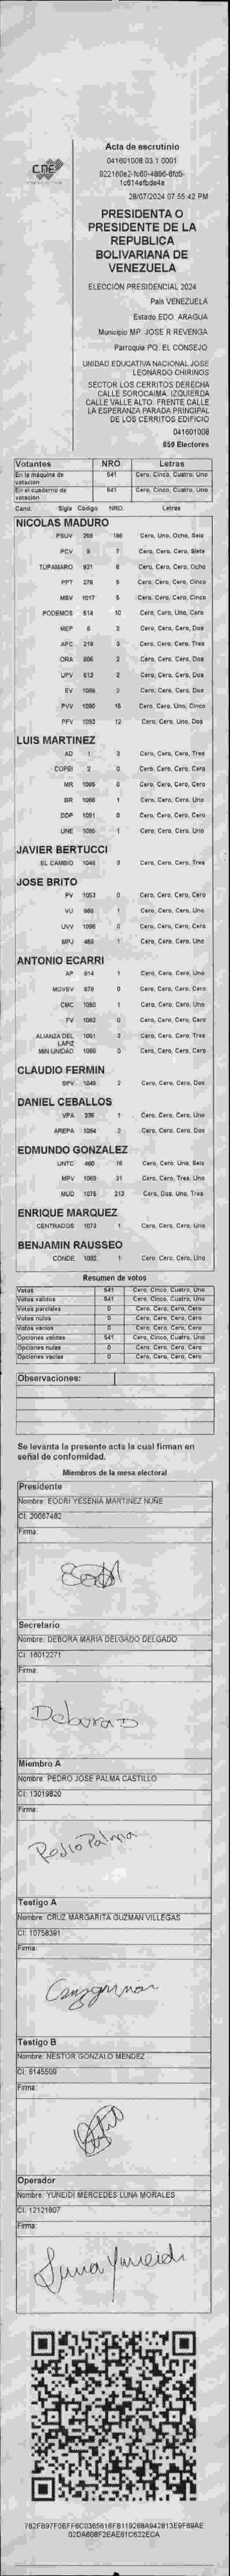 CNE
Acta de escrutinio
041601008.03.1.0001
28/07/2024 07:55:42 PM
PRESIDENTA O
PRESIDENTE DE LA
REPUBLICA
BOLIVARIANA DE
VENEZUELA
ELECCIÓN PRESIDENCIAL 2024
País VENEZUELA
Estado EDO. ARAGUA
Municipio MP. JOSE R REVENGA
Parroquia PQ. EL CONSEJO
UNIDAD EDUCATIVA NACIONAL JOSE
LEONARDO CHIRINOS
SECTOR LOS CERRITOS DERECHA
CALLE SOROCAIMA. IZQUIERDA
CALLE VALLE ALTO. FRENTE CALLE
LA ESPERANZA PARADA PRINCIPAL
DE LOS CERRITOS EDIFICIO
041601008
859 Electores
Votantes NRO. Letras
En la máquina de votación 541 Cero, Cinco, Cuatro, Uno
En el cuaderno de votación 541 Cero, Cinco, Cuatro, Uno
Cand. Sigla Código NRO. Letras
NICOLAS MADURO
PSUV 269 186 Cero, Uno, Ocho, Seis
PCV 9 7 Cero, Cero, Cero, Siete
TUPAMARO 921 8 Cero, Cero, Cero, Ocho
PPT 276 5 Cero, Cero, Cero, Cinco
MSV 1017 5 Cero, Cero, Cero, Cinco
PODEMOS 514 10 Cero, Cero, Uno, Cero
MEP 6 2 Cero, Cero, Cero, Dos
APC 219 3 Cero, Cero, Cero, Tres
ORA 906 2 Cero, Cero, Cero, Dos
UPV 513 2 Cero, Cero, Cero, Dos
EV 1089 2 Cero, Cero, Cero, Dos
PVV 1090 15 Cero, Cero, Uno, Cinco
PFV 1093 12 Cero, Cero, Uno, Dos
LUIS MARTINEZ
AD 1 3 Cero, Cero, Cero, Tres
COPEI 2 0 Cero, Cero, Cero, Cero
MR 1065 0 Cero, Cero, Cero, Cero
BR 1066 1 Cero, Cero, Cero, Uno
DDP 1091 0 Cero, Cero, Cero, Cero
UNE 1095 1 Cero, Cero, Cero, Uno
JAVIER BERTUCCI
EL CAMBIO 1046 3 Cero, Cero, Cero, Tres
JOSE BRITO
PV 1053 0 Cero, Cero, Cero, Cero
VU 969 1 Cero, Cero, Cero, Uno
UVV 1096 0 Cero, Cero, Cero, Cero
MPJ 468 1 Cero, Cero, Cero, Uno
ANTONIO ECARRI
AP 614 1 Cero, Cero, Cero, Uno
MOVEV 979 0 Cero, Cero, Cero, Cero
CMC 1050 1 Cero, Cero, Cero, Uno
FV 1062 0 Cero, Cero, Cero, Cero
ALIANZA DEL LAPIZ 1051 3 Cero, Cero, Cero, Tres
MIN UNIDAD 1068 0 Cero, Cero, Cero, Cero
CLAUDIO FERMIN
SPV 1049 2 Cero, Cero, Cero, Dos
DANIEL CEBALLOS
VPA 236 1 Cero, Cero, Cero, Uno
AREPA 1094 2 Cero, Cero, Cero, Dos
EDMUNDO GONZALEZ
UNTC 460 16 Cero, Cero, Uno, Seis
MPV 1069 31 Cero, Cero, Tres, Uno
MUD 1075 213 Cero, Dos, Uno, Tres
ENRIQUE MARQUEZ
CENTRADOS 1073 1 Cero, Cero, Cero, Uno
BENJAMIN RAUSSEO
CONDE 1092 1 Cero, Cero, Cero, Uno
Resumen de votos
Votos 541 Cero, Cinco, Cuatro, Uno
Votos validos 541 Cero, Cinco, Cuatro, Uno
Votos parciales 0 Cero, Cero, Cero, Cero
Votos nulos 0 Cero, Cero, Cero, Cero
Votos vacios 0 Cero, Cero, Cero, Cero
Opciones validas 541 Cero, Cinco, Cuatro, Uno
Opciones nulas 0 Cero, Cero, Cero, Cero
Opciones vacias 0 Cero, Cero, Cero, Cero
Observaciones:
Se levanta la presente acta la cual firman en
señal de conformidad.
Miembros de la mesa electoral
Presidente
Nombre: EODRI YESENIA MARTINEZ NUÑE
CI: 20067482
Firma:
Secretario
Nombre: DEBORA MARIA DELGADO DELGADO
CI: 16012271
Firma:
Debora D
Miembro A
Nombre: PEDRO JOSE PALMA CASTILLO
CI: 13019820
Firma:
Pedro Palma
Testigo A
Nombre: CRUZ MARGARITA GUZMAN VILLEGAS
CI: 10758391
Firma:
Testigo B
Nombre: NESTOR GONZALO MENDEZ
CI: 6145509
Firma:
Operador
Nombre: YUNEIDI MERCEDES LUNA MORALES
CI: 12121807
Firma:
Luna Yuneidi